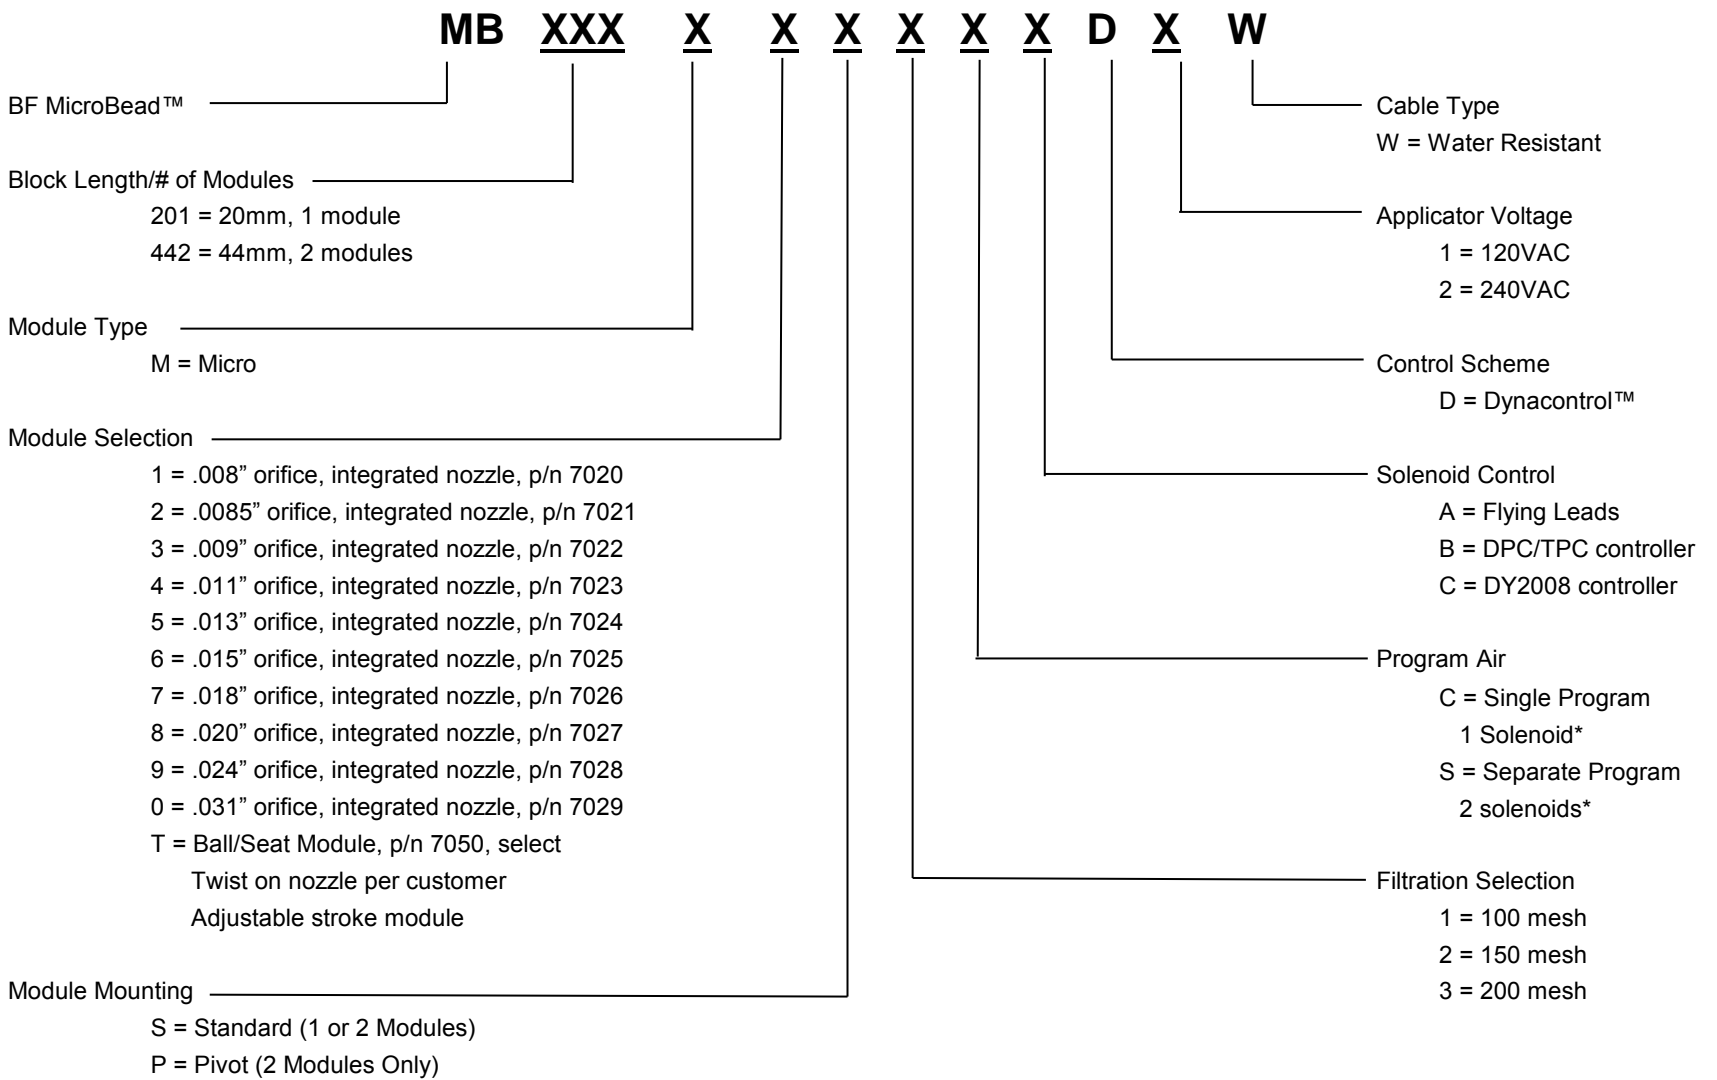 MB XXX X X X X X X D X W
BF MicroBead™
Block Length/# of Modules
201 = 20mm, 1 module
442 = 44mm, 2 modules
Module Type
M = Micro
Module Selection
1 = .008” orifice, integrated nozzle, p/n 7020
2 = .0085” orifice, integrated nozzle, p/n 7021
3 = .009” orifice, integrated nozzle, p/n 7022
4 = .011” orifice, integrated nozzle, p/n 7023
5 = .013” orifice, integrated nozzle, p/n 7024
6 = .015” orifice, integrated nozzle, p/n 7025
7 = .018” orifice, integrated nozzle, p/n 7026
8 = .020” orifice, integrated nozzle, p/n 7027
9 = .024” orifice, integrated nozzle, p/n 7028
0 = .031” orifice, integrated nozzle, p/n 7029
T = Ball/Seat Module, p/n 7050, select
Twist on nozzle per customer
Adjustable stroke module
Module Mounting
S = Standard (1 or 2 Modules)
P = Pivot (2 Modules Only)
Cable Type
W = Water Resistant
Applicator Voltage
1 = 120VAC
2 = 240VAC
Control Scheme
D = Dynacontrol™
Solenoid Control
A = Flying Leads
B = DPC/TPC controller
C = DY2008 controller
Program Air
C = Single Program
1 Solenoid*
S = Separate Program
2 solenoids*
Filtration Selection
1 = 100 mesh
2 = 150 mesh
3 = 200 mesh